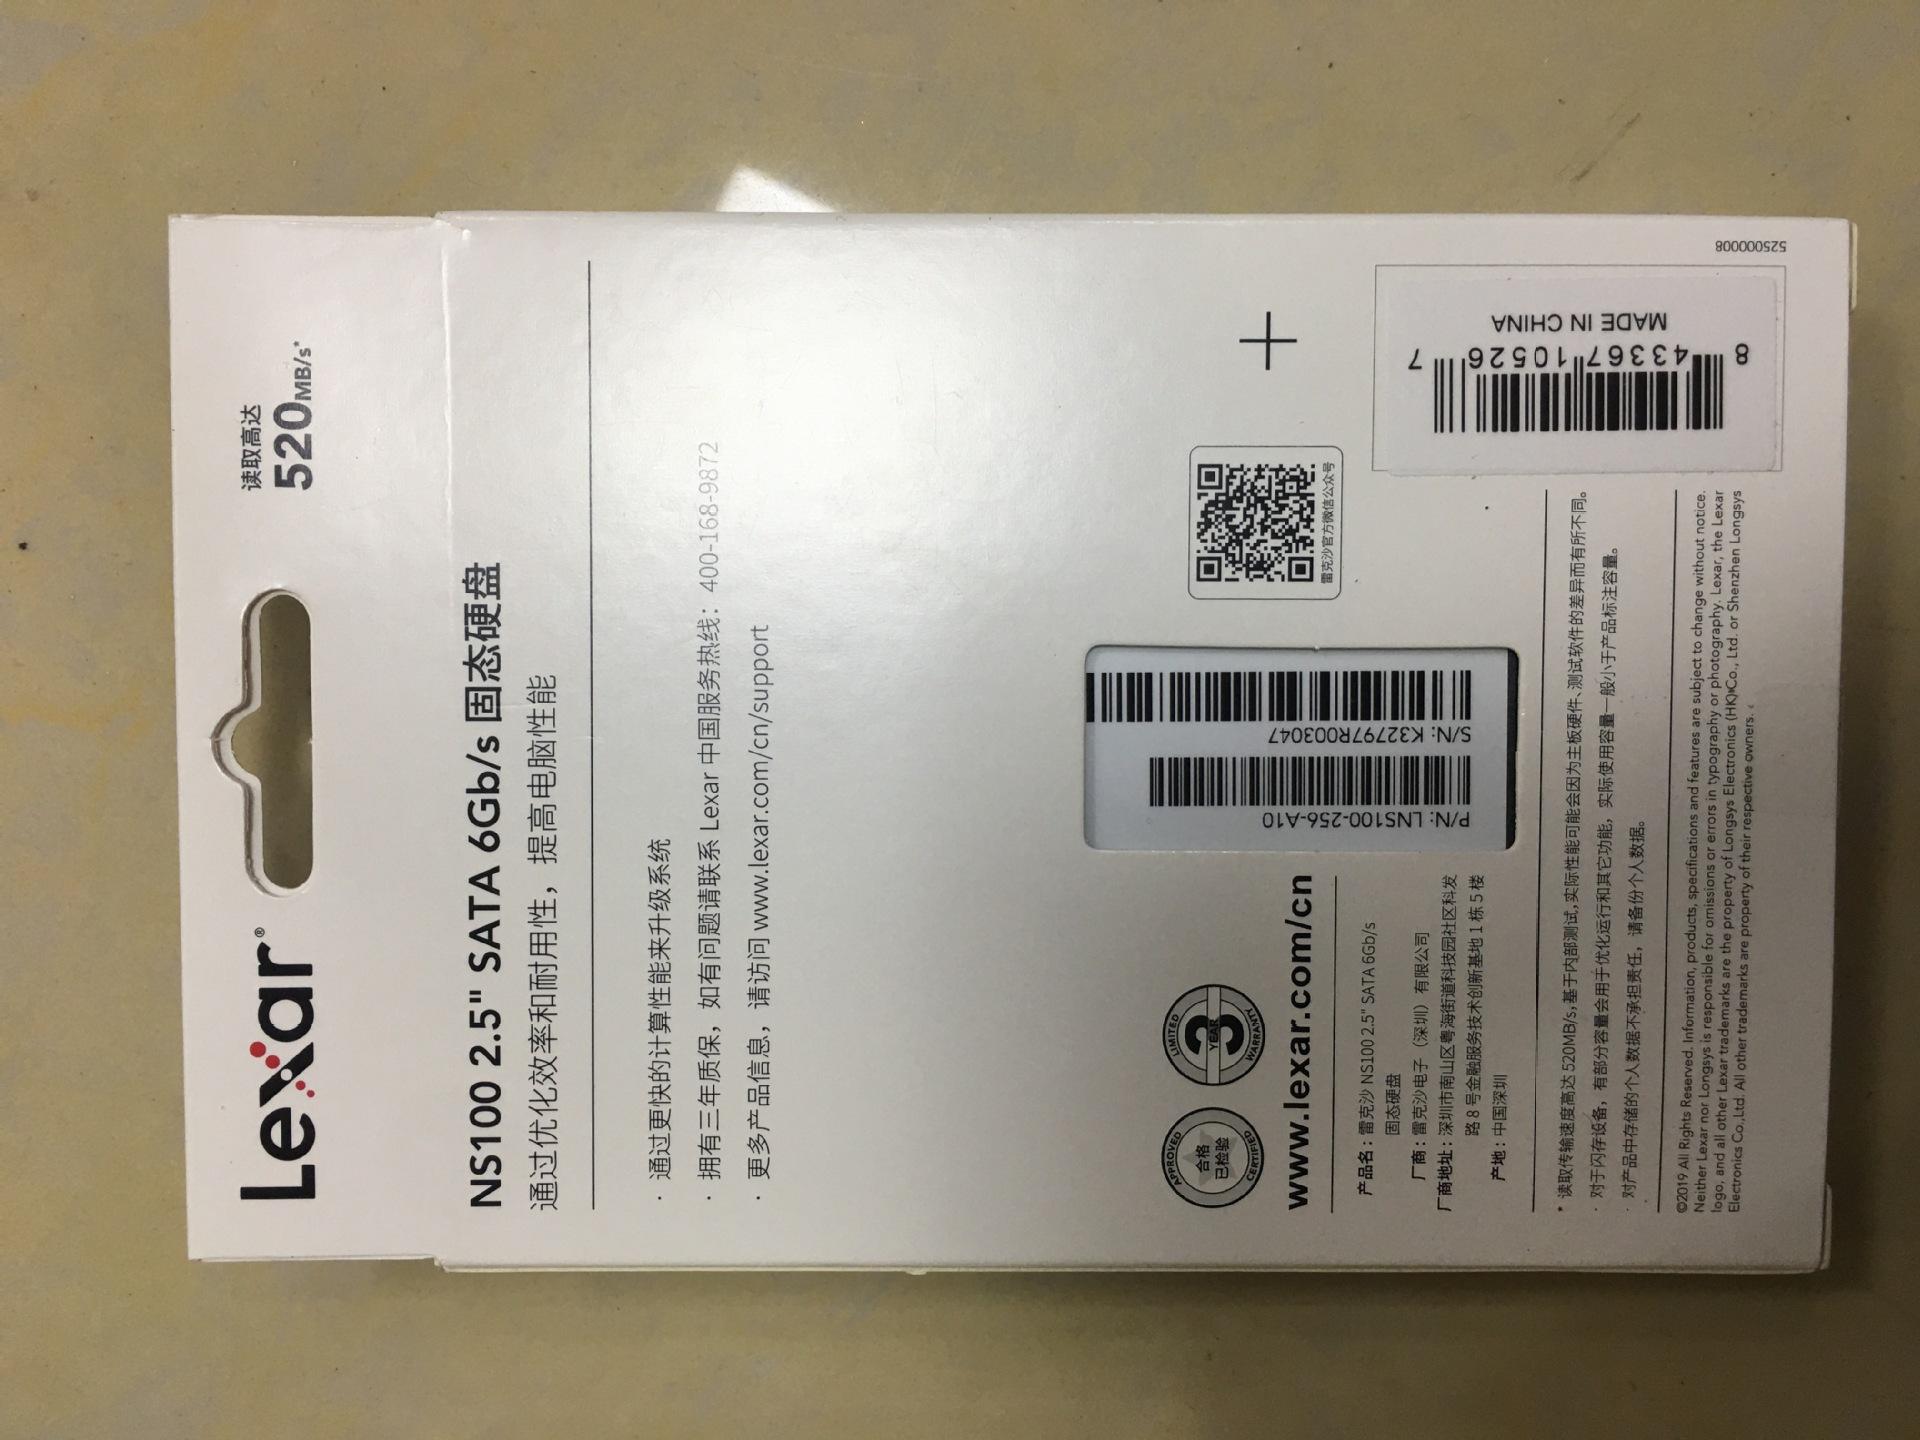 Lexar®
读取高达
520MB/s*
NS100 2.5" SATA 6Gb/s 固态硬盘
通过优化效率和耐用性，提高电脑性能
· 通过更快的计算性能来升级系统
· 拥有三年质保，如有问题请联系 Lexar 中国服务热线：400-168-9872
· 更多产品信息，请访问 www.lexar.com/cn/support
APPROVED
合格
已检验
CERTIFIED
LIMITED
3
YEAR
WARRANTY
www.lexar.com/cn
产品名：雷克沙 NS100 2.5" SATA 6Gb/s
固态硬盘
厂商：雷克沙电子（深圳）有限公司
厂商地址：深圳市南山区粤海街道科技园社区科发
路 8 号金融服务技术创新基地 1 栋 5 楼
产地：中国深圳
P/N: LNS100-256-A10
S/N: K32797R003047
雷克沙官方微信公众号
* 读取传输速度高达 520MB/s,基于内部测试,实际性能可能会因为主板硬件、测试软件的差异而有所不同。
· 对于闪存设备，有部分容量会用于优化运行和其它功能，实际使用容量一般小于产品标注容量。
· 对产品中存储的个人数据不承担责任，请备份个人数据。
©2019 All Rights Reserved. Information, products, specifications and features are subject to change without notice.
Neither Lexar nor Longsys is responsible for omissions or errors in typography or photography. Lexar, the Lexar
logo, and all other Lexar trademarks are the property of Longsys Electronics (HK) Co., Ltd. or Shenzhen Longsys
Electronics Co.,Ltd. All other trademarks are property of their respective owners.
8 43367 10526 7
MADE IN CHINA
5250000008